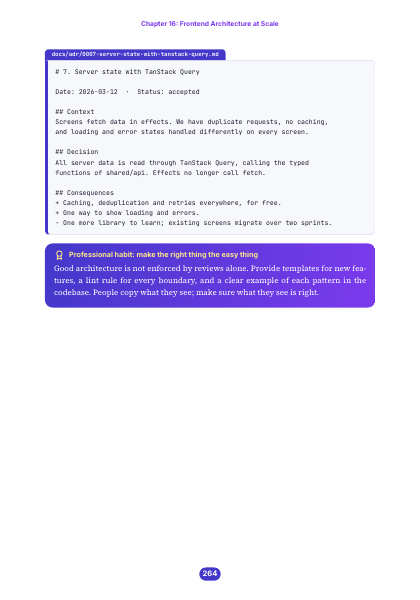 Chapter 16: Frontend Architecture at Scale
docs/adr/0007-server-state-with-tanstack-query.md
# 7. Server state with TanStack Query
Date: 2026-03-12 · Status: accepted
## Context
Screens fetch data in effects. We have duplicate requests, no caching,
and loading and error states handled differently on every screen.
## Decision
All server data is read through TanStack Query, calling the typed
functions of shared/api. Effects no longer call fetch.
## Consequences
+ Caching, deduplication and retries everywhere, for free.
+ One way to show loading and errors.
- One more library to learn; existing screens migrate over two sprints.
Professional habit: make the right thing the easy thing
Good architecture is not enforced by reviews alone. Provide templates for new fea-
tures, a lint rule for every boundary, and a clear example of each pattern in the
codebase. People copy what they see; make sure what they see is right.
264